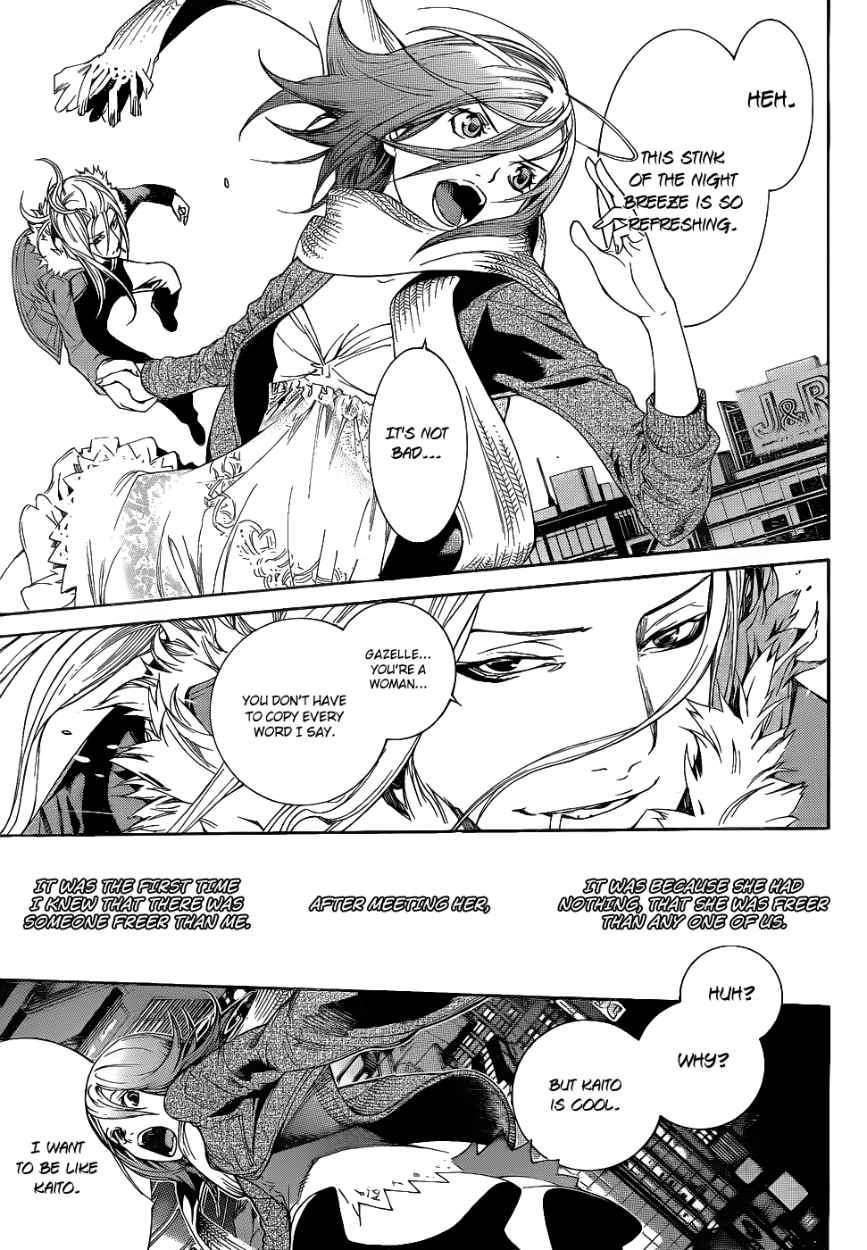 HEH.
THIS STINK
OF THE NIGHT
BREEZE IS SO
REFRESHING.
J&R
IT'S NOT
BAD...
GAZELLE...
YOU'RE A
WOMAN...
YOU DON'T HAVE
TO COPY EVERY
WORD I SAY.
IT WAS BECAUSE SHE HAD
NOTHING, THAT SHE WAS FREER
THAN ANY ONE OF US.
AFTER MEETING HER,
IT WAS THE FIRST TIME
I KNEW THAT THERE WAS
SOMEONE FREER THAN ME.
HUH?
WHY?
BUT KAITO
IS COOL.
I WANT
TO BE LIKE
KAITO.